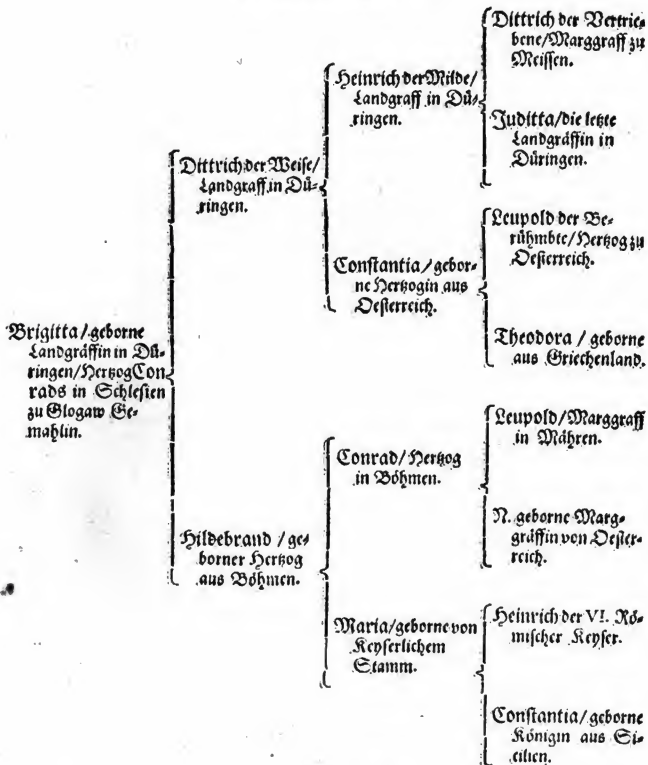 Dittrich der Vertrie-
bene/Marggraff zu
Meissen.
Heinrich der Milde/
Landgraff in Dü-
ringen.
Juditta/die letzte
Landgräffin in
Düringen.
Dittrich der Weise/
Landgraff in Dü-
ringen.
Leupold der Be-
rühmbte/Hertzog zu
Oesterreich.
Constantia/gebor-
ne Hertzogin aus
Oesterreich.
Theodora / geborne
aus Griechenland.
Brigitta/geborne
Landgräffin in Dü-
ringen/Hertzog Con
rads in Schlesien
zu Glogaw Ge-
mahlin.
Leupold/Marggraff
in Mähren.
Conrad/Hertzog
in Böhmen.
N. geborne Marg-
gräffin von Oester-
reich.
Hildebrand / ge-
borner Hertzog
aus Böhmen.
Heinrich der VI. Rö-
mischer Keyser.
Maria/geborne von
Keyserlichem
Stamm.
Constantia/geborne
Königin aus Si-
cilien.